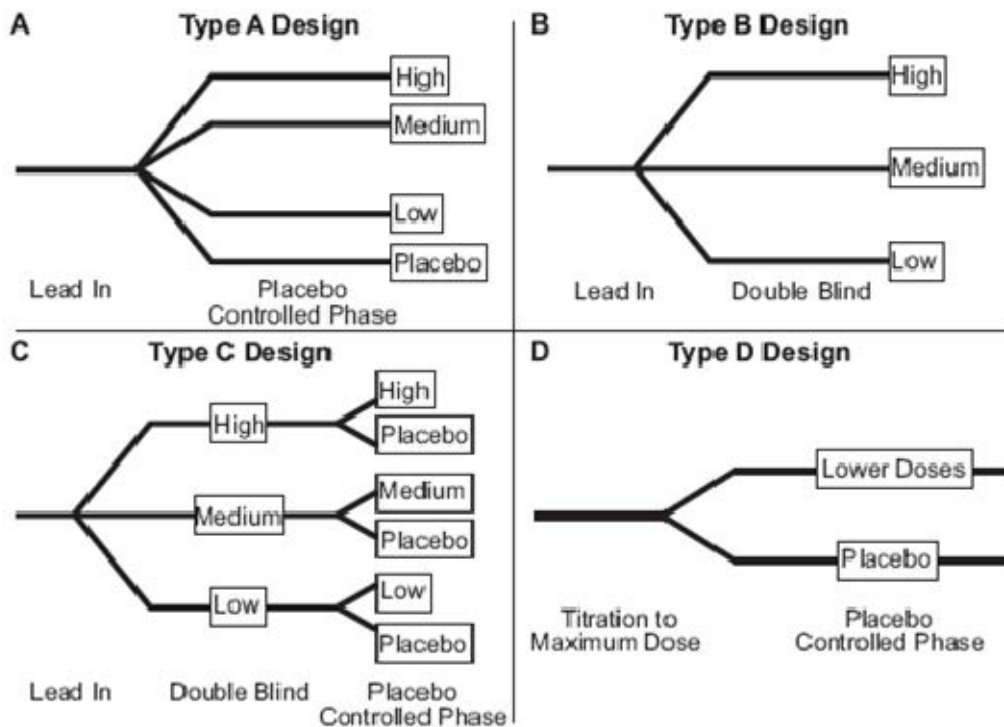 A
Type A Design
High
Medium
Low
Placebo
Lead In
Placebo
Controlled Phase
B
Type B Design
High
Medium
Low
Lead In
Double Blind
C
Type C Design
High
High
Placebo
Medium
Medium
Placebo
Low
Low
Placebo
Lead In
Double Blind
Placebo
Controlled Phase
D
Type D Design
Lower Doses
Placebo
Titration to
Maximum Dose
Placebo
Controlled Phase